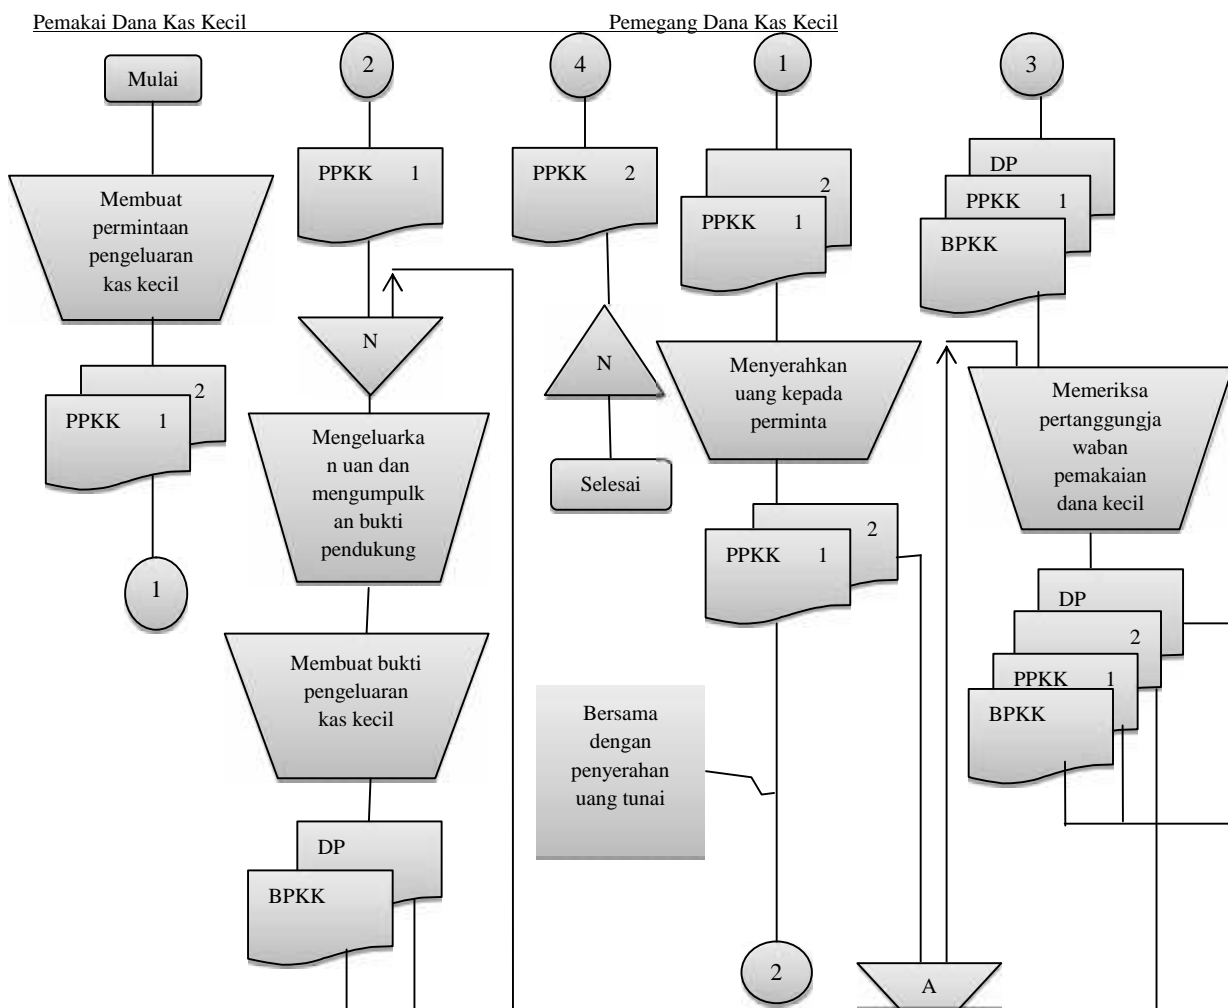 Pemakai Dana Kas Kecil
Pemegang Dana Kas Kecil
Mulai
Membuat
permintaan
pengeluaran
kas kecil
2
PPKK 1
1
2
PPKK 1
N
Mengeluarka
n uan dan
mengumpulk
an bukti
pendukung
Membuat bukti
pengeluaran
kas kecil
DP
BPKK
4
PPKK 2
N
Selesai
Bersama
dengan
penyerahan
uang tunai
1
2
PPKK 1
Menyerahkan
uang kepada
perminta
2
PPKK 1
2
A
3
DP
PPKK 1
BPKK
Memeriksa
pertanggungja
waban
pemakaian
dana kecil
DP
2
PPKK 1
BPKK